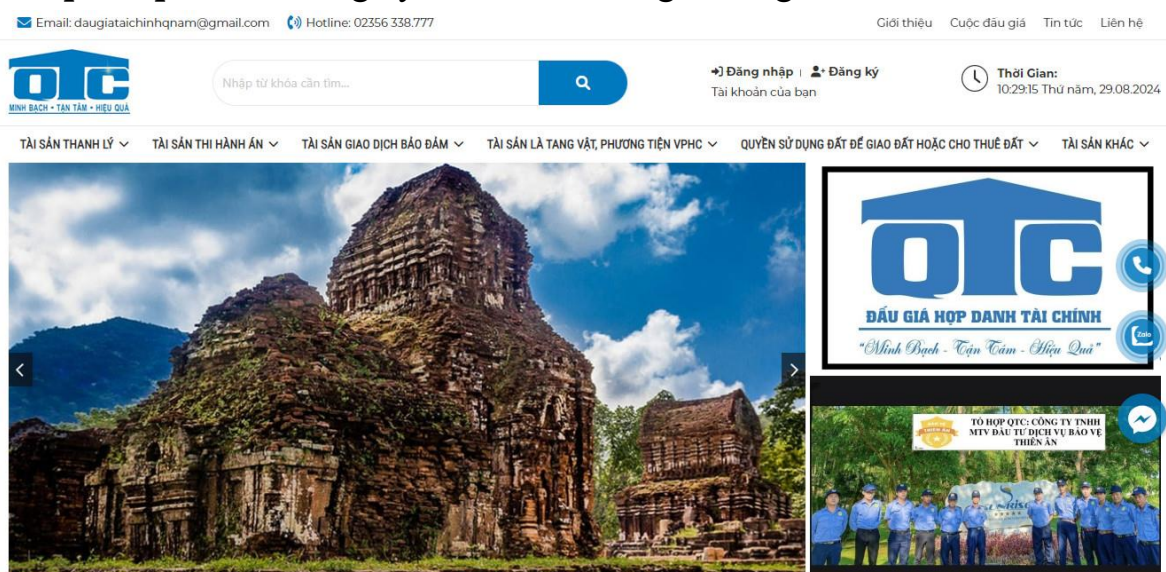 Email: daugiataichinhqnam@gmail.com Hotline: 02356 338.777 Giới thiệu Cuộc đấu giá Tin tức Liên hệ
QTC
MINH BẠCH • TẬN TÂM • HIỆU QUẢ
Nhập từ khóa cần tìm...
Đăng nhập | Đăng ký
Tài khoản của bạn
Thời Gian:
10:29:15 Thứ năm, 29.08.2024
TÀI SẢN THANH LÝ TÀI SẢN THI HÀNH ÁN TÀI SẢN GIAO DỊCH BẢO ĐẢM TÀI SẢN LÀ TANG VẬT, PHƯƠNG TIỆN VPHC QUYỀN SỬ DỤNG ĐẤT ĐỂ GIAO ĐẤT HOẶC CHO THUÊ ĐẤT TÀI SẢN KHÁC
QTC
ĐẤU GIÁ HỢP DANH TÀI CHÍNH
"Minh Bạch - Tận Tâm - Hiệu Quả"
Zalo
THIÊN ÂN
TỔ HỢP QTC: CÔNG TY TNHH
MTV ĐẦU TƯ DỊCH VỤ BẢO VỆ
THIÊN ÂN